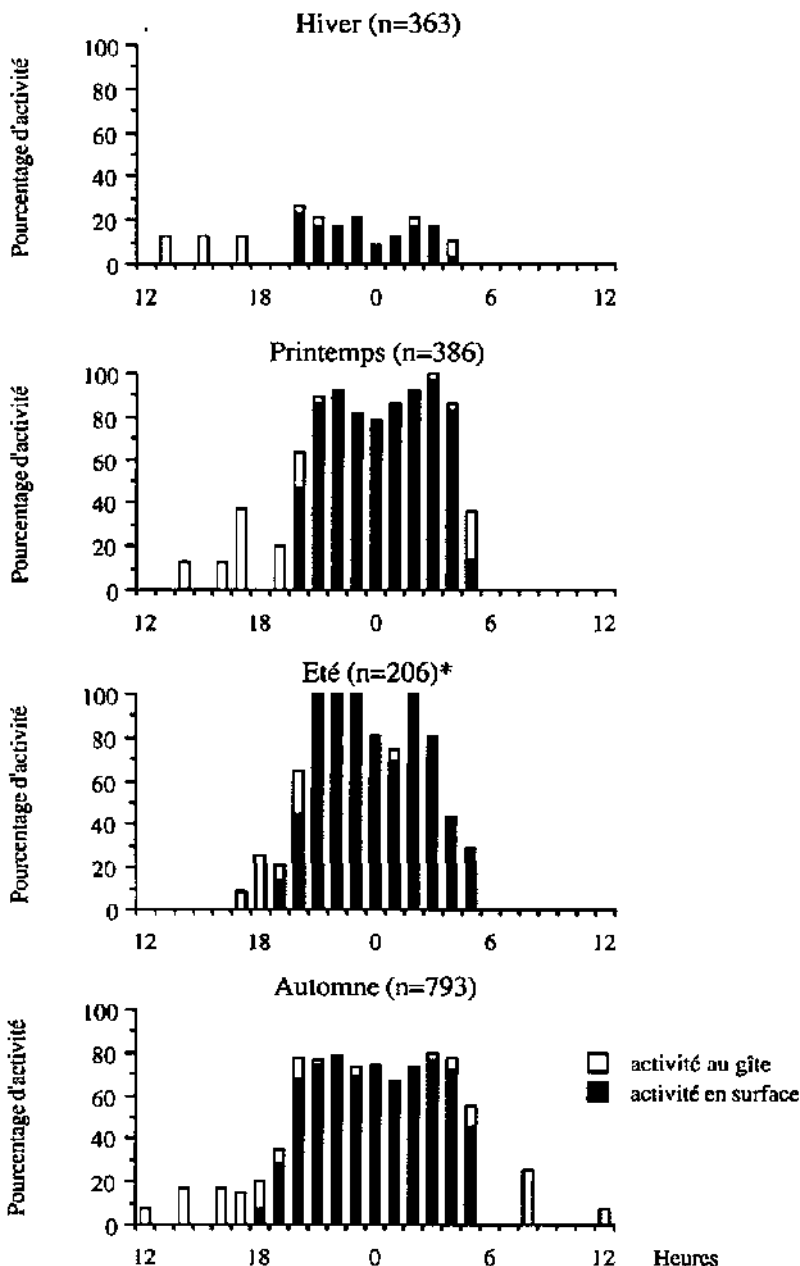 Hiver (n=363)
Pourcentage d'activité
100
80
60
40
20
0
12 18 0 6 12
Printemps (n=386)
Pourcentage d'activité
100
80
60
40
20
0
12 18 0 6 12
Eté (n=206)*
Pourcentage d'activité
100
80
60
40
20
0
12 18 0 6 12
Automne (n=793)
Pourcentage d'activité
100
80
60
40
20
0
12 18 0 6 12 Heures
activité au gîte
activité en surface